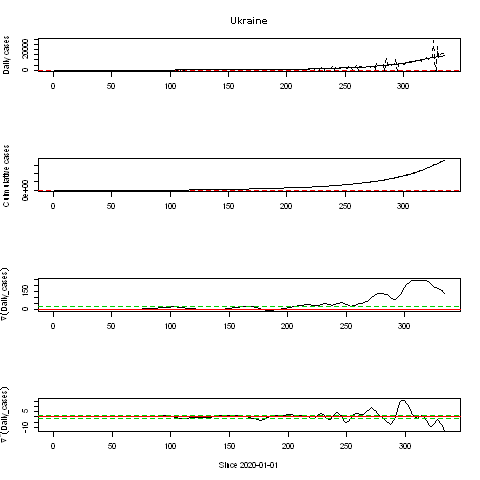 Ukraine
Daily cases
0 20000
0 50 100 150 200 250 300
Cumulative cases
0e+00
0 50 100 150 200 250 300
∇(Daily_cases)
0 150
0 50 100 150 200 250 300
∇²(Daily_cases)
-10 5
0 50 100 150 200 250 300
Since 2020-01-01